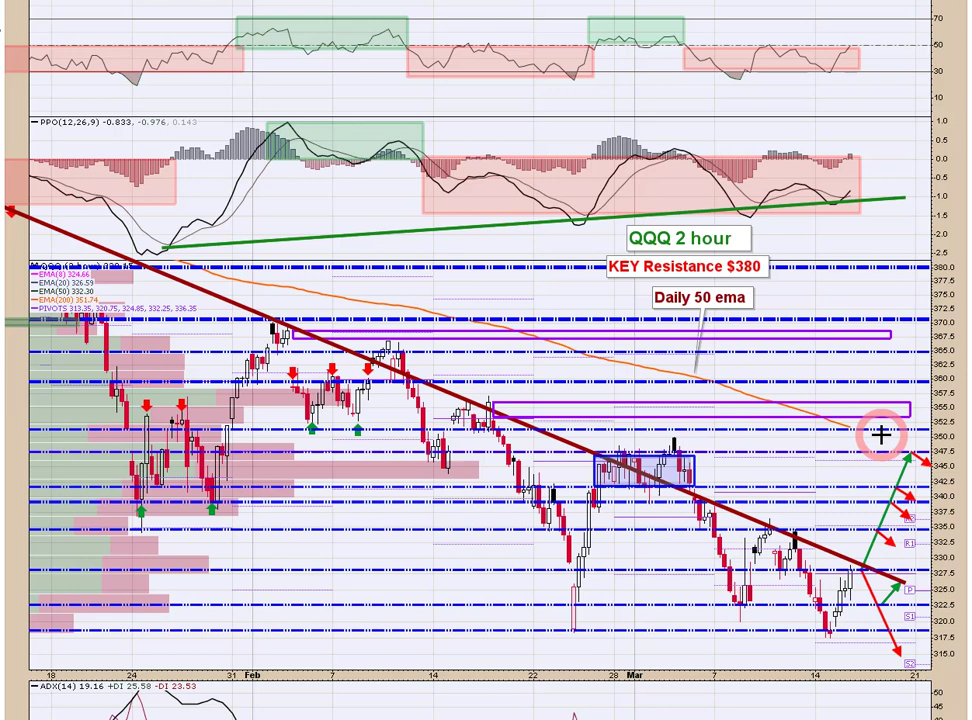 70
50
30
10
PPO(12,26,9) -0.833, -0.976, 0.143
1.0
0.5
0.0
-0.5
-1.0
-1.5
-2.0
-2.5
QQQ 2 hour
KEY Resistance $380
Daily 50 ema
EMA(8) 324.66
EMA(20) 326.59
EMA(50) 332.30
EMA(200) 351.74
PIVOTS 313.35, 320.75, 324.85, 332.25, 336.35
380.0
377.5
375.0
372.5
370.0
367.5
365.0
362.5
360.0
357.5
355.0
352.5
350.0
347.5
345.0
342.5
340.0
337.5
335.0
332.5
330.0
327.5
325.0
322.5
320.0
317.5
315.0
R1
P
S1
S2
18 24 31 Feb 7 14 22 28 Mar 7 14 21
ADX(14) 19.16 +DI 25.58 -DI 23.53
50
45